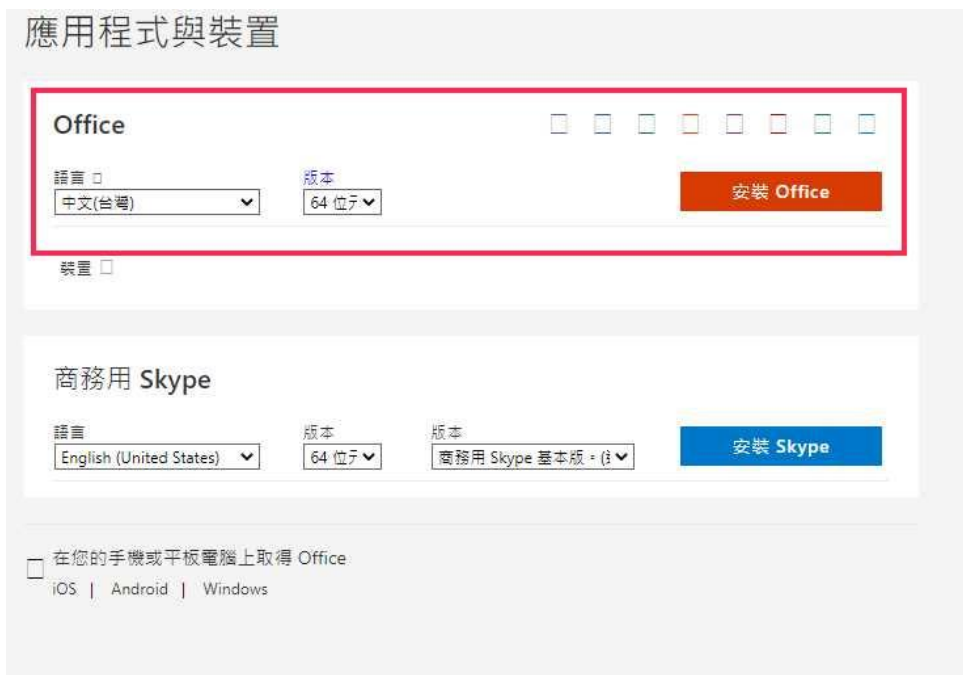 應用程式與裝置
Office
語言 版本
中文(台灣) 64 位元 安裝 Office
裝置
商務用 Skype
語言 版本 版本
English (United States) 64 位元 商務用 Skype 基本版。 安裝 Skype
在您的手機或平板電腦上取得 Office
iOS | Android | Windows